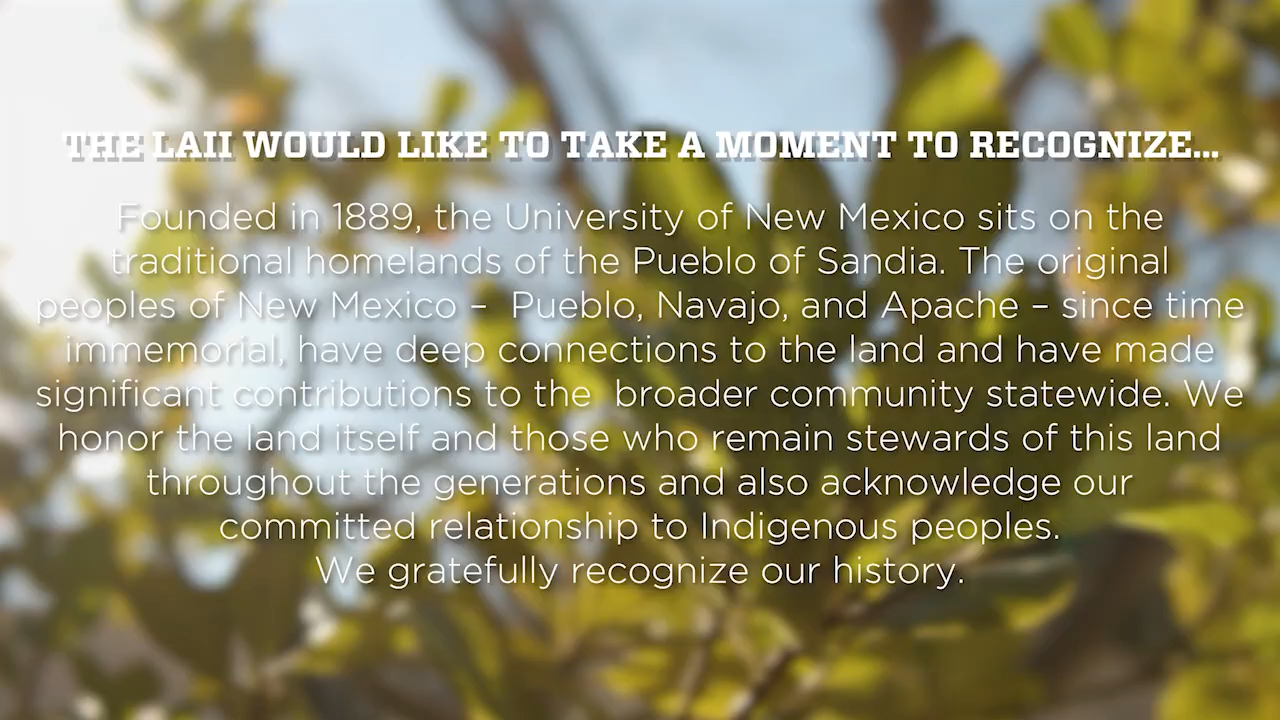 THE LAII WOULD LIKE TO TAKE A MOMENT TO RECOGNIZE...
Founded in 1889, the University of New Mexico sits on the
traditional homelands of the Pueblo of Sandia. The original
peoples of New Mexico –  Pueblo, Navajo, and Apache – since time
immemorial, have deep connections to the land and have made
significant contributions to the  broader community statewide. We
honor the land itself and those who remain stewards of this land
throughout the generations and also acknowledge our
committed relationship to Indigenous peoples.
We gratefully recognize our history.